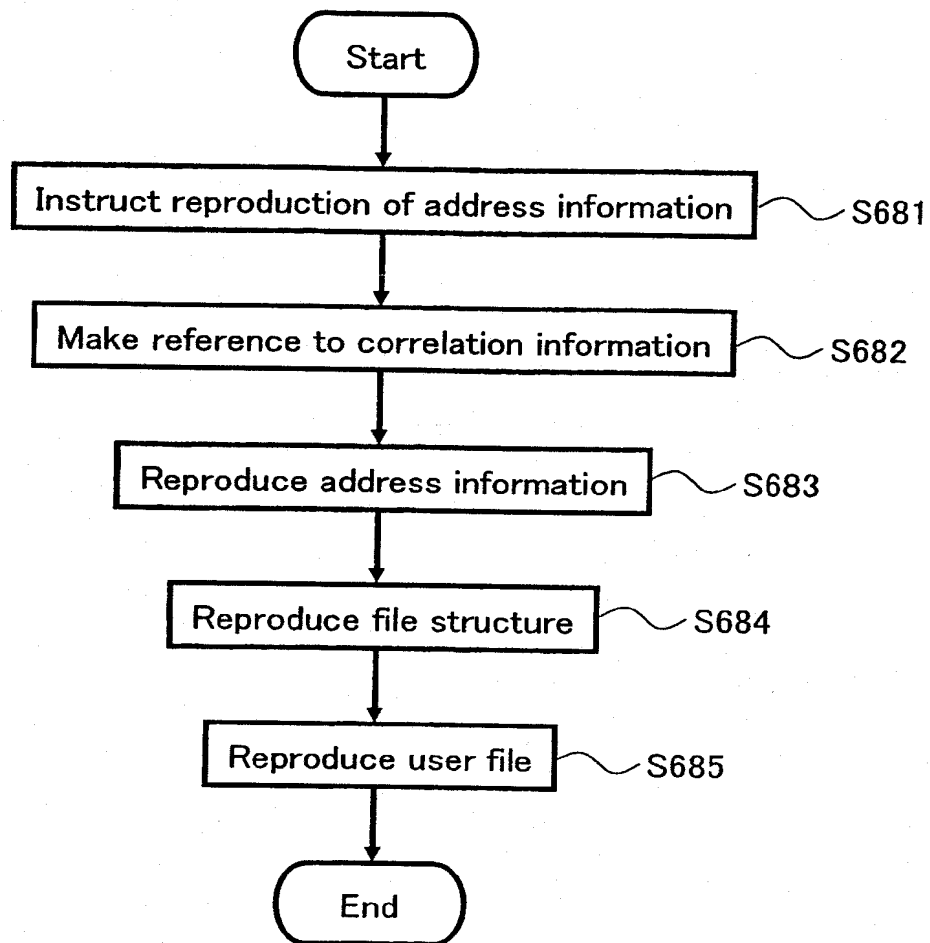 Start
Instruct reproduction of address information
S681
Make reference to correlation information
S682
Reproduce address information
S683
Reproduce file structure
S684
Reproduce user file
S685
End